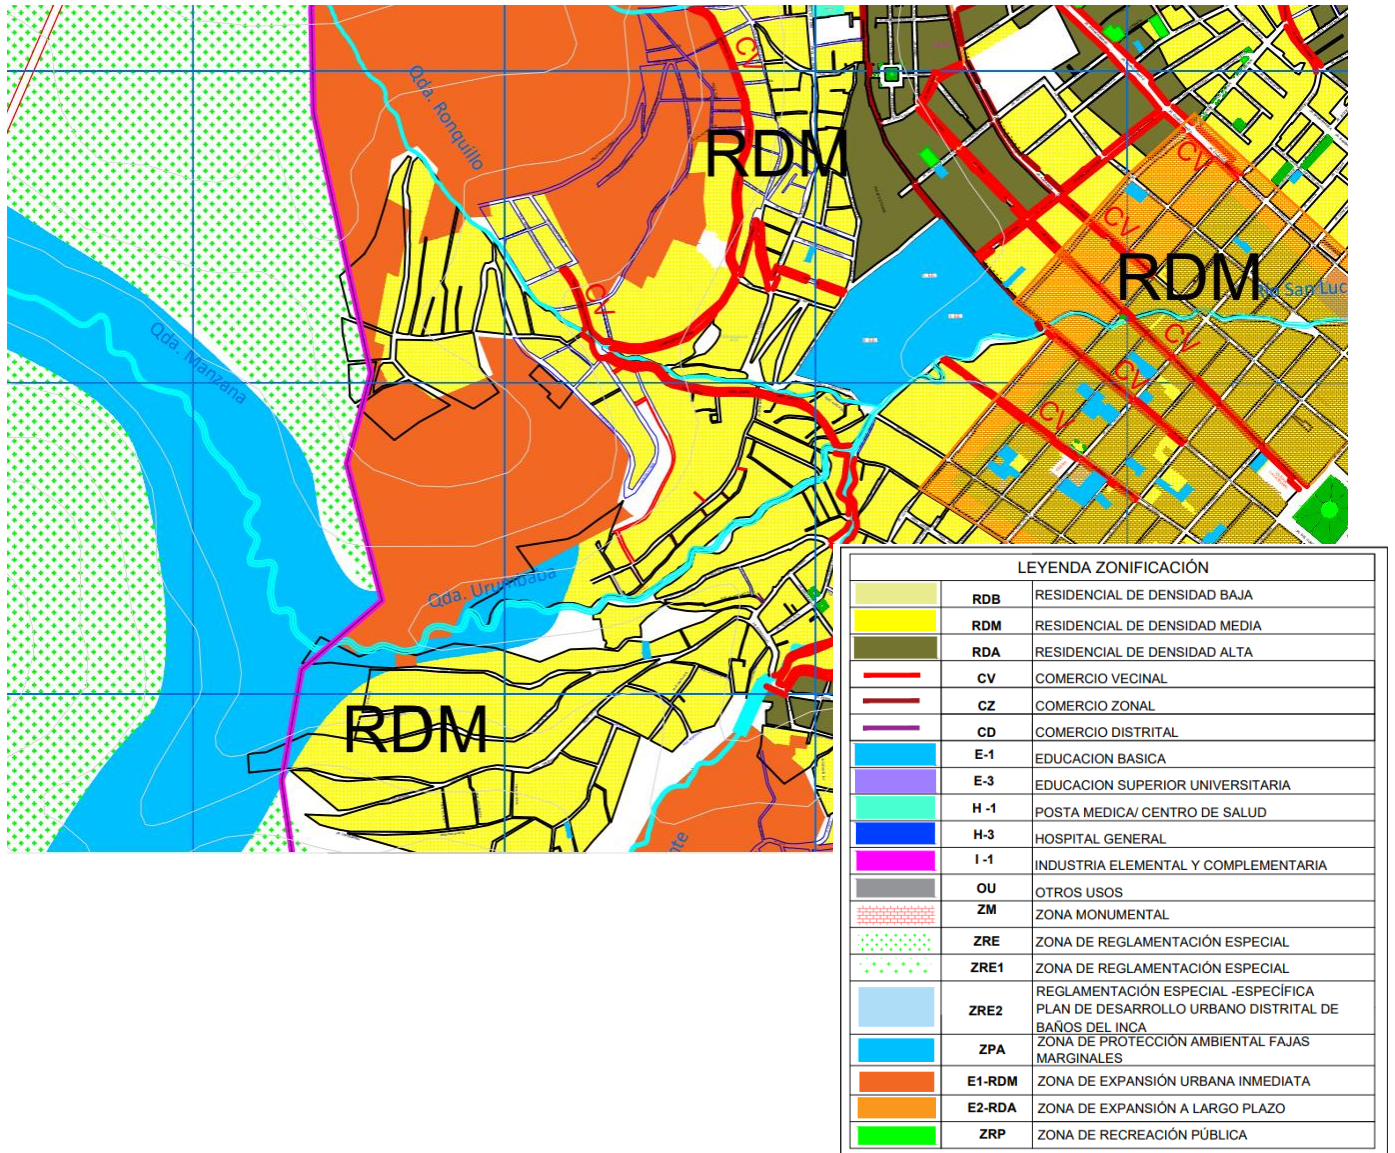 CV
Qda. Ronquillo
RDM
CV
CV
RDM
Río San Luc
CV
Qda. Manzana
CV
CV
CV
Qda. Urumbaba
RDM
nte
LEYENDA ZONIFICACIÓN
RDB RESIDENCIAL DE DENSIDAD BAJA
RDM RESIDENCIAL DE DENSIDAD MEDIA
RDA RESIDENCIAL DE DENSIDAD ALTA
CV COMERCIO VECINAL
CZ COMERCIO ZONAL
CD COMERCIO DISTRITAL
E-1 EDUCACION BASICA
E-3 EDUCACION SUPERIOR UNIVERSITARIA
H -1 POSTA MEDICA/ CENTRO DE SALUD
H-3 HOSPITAL GENERAL
I -1 INDUSTRIA ELEMENTAL Y COMPLEMENTARIA
OU OTROS USOS
ZM ZONA MONUMENTAL
ZRE ZONA DE REGLAMENTACIÓN ESPECIAL
ZRE1 ZONA DE REGLAMENTACIÓN ESPECIAL
ZRE2 REGLAMENTACIÓN ESPECIAL -ESPECÍFICA
PLAN DE DESARROLLO URBANO DISTRITAL DE
BAÑOS DEL INCA
ZPA ZONA DE PROTECCIÓN AMBIENTAL FAJAS
MARGINALES
E1-RDM ZONA DE EXPANSIÓN URBANA INMEDIATA
E2-RDA ZONA DE EXPANSIÓN A LARGO PLAZO
ZRP ZONA DE RECREACIÓN PÚBLICA